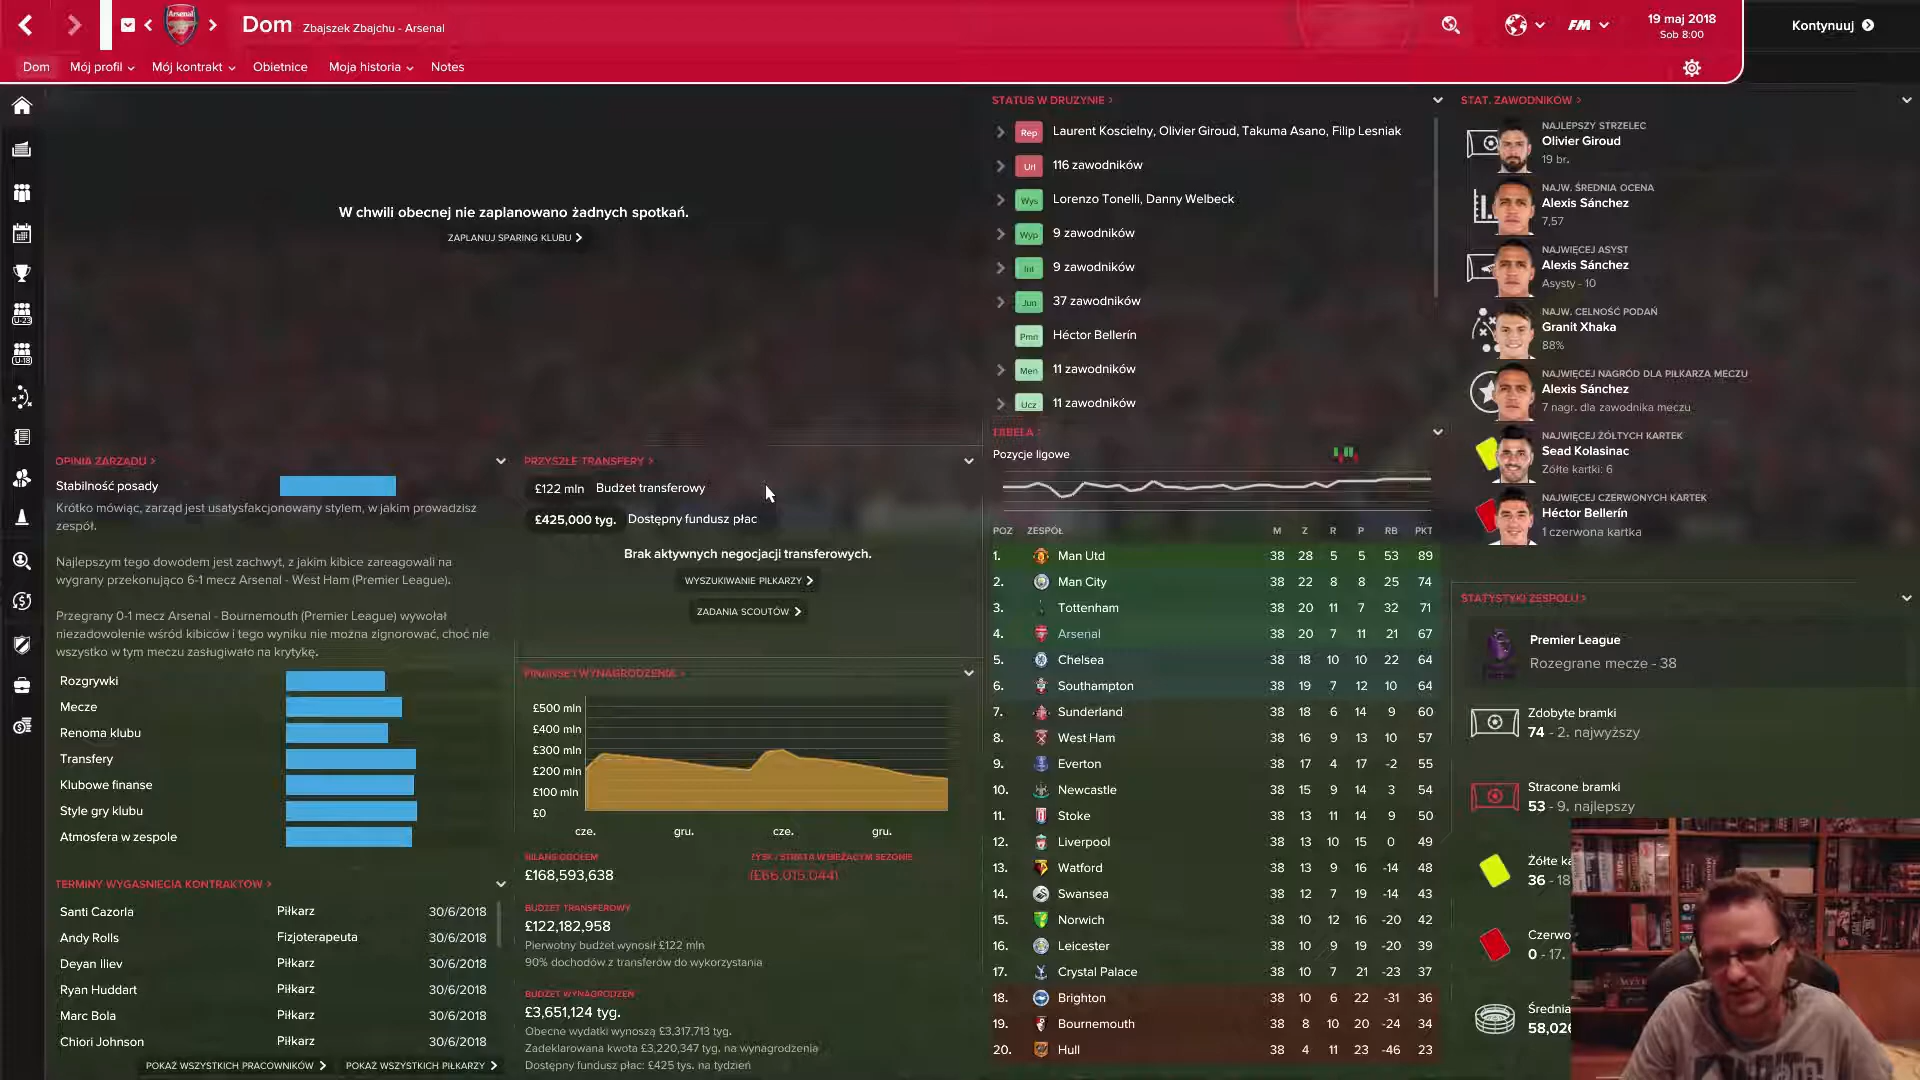 Dom
Zbajszek Zbajchu - Arsenal
FM
19 maj 2018
Sob 8:00
Kontynuuj
Dom
Mój profil
Mój kontrakt
Obietnice
Moja historia
Notes
W chwili obecnej nie zaplanowano żadnych spotkań.
ZAPLANUJ SPARING KLUBU
STATUS W DRUŻYNIE
Rep Laurent Koscielny, Olivier Giroud, Takuma Asano, Filip Lesniak
Url 116 zawodników
Wys Lorenzo Tonelli, Danny Welbeck
Wyp 9 zawodników
Int 9 zawodników
Jun 37 zawodników
Pmn Héctor Bellerín
Men 11 zawodników
Ucz 11 zawodników
STAT. ZAWODNIKÓW
NAJLEPSZY STRZELEC
Olivier Giroud
19 br.
NAJW. ŚREDNIA OCENA
Alexis Sánchez
7,57
NAJWIĘCEJ ASYST
Alexis Sánchez
Asysty - 10
NAJW. CELNOŚĆ PODAŃ
Granit Xhaka
88%
NAJWIĘCEJ NAGRÓD DLA PIŁKARZA MECZU
Alexis Sánchez
7 nagr. dla zawodnika meczu
NAJWIĘCEJ ŻÓŁTYCH KARTEK
Sead Kolasinac
Żółte kartki: 6
NAJWIĘCEJ CZERWONYCH KARTEK
Héctor Bellerín
1 czerwona kartka
OPINIA ZARZĄDU
Stabilność posady
Krótko mówiąc, zarząd jest usatysfakcjonowany stylem, w jakim prowadzisz
zespół.
Najlepszym tego dowodem jest zachwyt, z jakim kibice zareagowali na
wygrany przekonująco 6-1 mecz Arsenal - West Ham (Premier League).
Przegrany 0-1 mecz Arsenal - Bournemouth (Premier League) wywołał
niezadowolenie wśród kibiców i tego wyniku nie można zignorować, choć nie
wszystko w tym meczu zasługiwało na krytykę.
Rozgrywki
Mecze
Renoma klubu
Transfery
Klubowe finanse
Style gry klubu
Atmosfera w zespole
TERMINY WYGAŚNIĘCIA KONTRAKTÓW
Santi Cazorla Piłkarz 30/6/2018
Andy Rolls Fizjoterapeuta 30/6/2018
Deyan Iliev Piłkarz 30/6/2018
Ryan Huddart Piłkarz 30/6/2018
Marc Bola Piłkarz 30/6/2018
Chiori Johnson Piłkarz 30/6/2018
POKAŻ WSZYSTKICH PRACOWNIKÓW
POKAŻ WSZYSTKICH PIŁKARZY
PRZYSZŁE TRANSFERY
£122 mln Budżet transferowy
£425,000 tyg. Dostępny fundusz płac
Brak aktywnych negocjacji transferowych.
WYSZUKIWANIE PIŁKARZY
ZADANIA SCOUTÓW
FINANSE I WYNAGRODZENIA
£500 mln
£400 mln
£300 mln
£200 mln
£100 mln
£0
cze. gru. cze. gru.
BILANS OGÓŁEM
£168,593,638
ZYSK / STRATA W BIEŻĄCYM SEZONIE
(£66,015,044)
BUDŻET TRANSFEROWY
£122,182,958
Pierwotny budżet wynosił £122 mln
90% dochodów z transferów do wykorzystania
BUDŻET WYNAGRODZEŃ
£3,651,124 tyg.
Obecne wydatki wynoszą £3,317,713 tyg.
Zadeklarowana kwota £3,220,347 tyg. na wynagrodzenia
Dostępny fundusz płac: £425 tys. na tydzień
TABELA
Pozycje ligowe
POZ ZESPÓŁ M Z R P RB PKT
1. Man Utd 38 28 5 5 53 89
2. Man City 38 22 8 8 25 74
3. Tottenham 38 20 11 7 32 71
4. Arsenal 38 20 7 11 21 67
5. Chelsea 38 18 10 10 22 64
6. Southampton 38 19 7 12 10 64
7. Sunderland 38 18 6 14 9 60
8. West Ham 38 16 9 13 10 57
9. Everton 38 17 4 17 -2 55
10. Newcastle 38 15 9 14 3 54
11. Stoke 38 13 11 14 9 50
12. Liverpool 38 13 10 15 0 49
13. Watford 38 13 9 16 -14 48
14. Swansea 38 12 7 19 -14 43
15. Norwich 38 10 12 16 -20 42
16. Leicester 38 10 9 19 -20 39
17. Crystal Palace 38 10 7 21 -23 37
18. Brighton 38 10 6 22 -31 36
19. Bournemouth 38 8 10 20 -24 34
20. Hull 38 4 11 23 -46 23
STATYSTYKI ZESPOŁU
Premier League
Rozegrane mecze - 38
Zdobyte bramki
74 - 2. najwyższy
Stracone bramki
53 - 9. najlepszy
Żółte ka
36 - 18
Czerwo
0 - 17.
Średnia
58,026
U-23
U-18